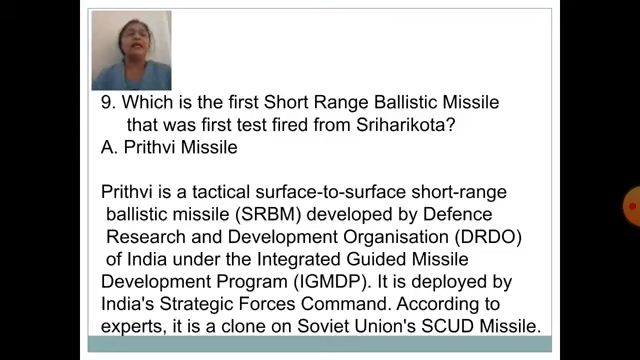 9. Which is the first Short Range Ballistic Missile
that was first test fired from Sriharikota?
A. Prithvi Missile
Prithvi is a tactical surface-to-surface short-range
ballistic missile (SRBM) developed by Defence
Research and Development Organisation (DRDO)
of India under the Integrated Guided Missile
Development Program (IGMDP). It is deployed by
India's Strategic Forces Command. According to
experts, it is a clone on Soviet Union's SCUD Missile.